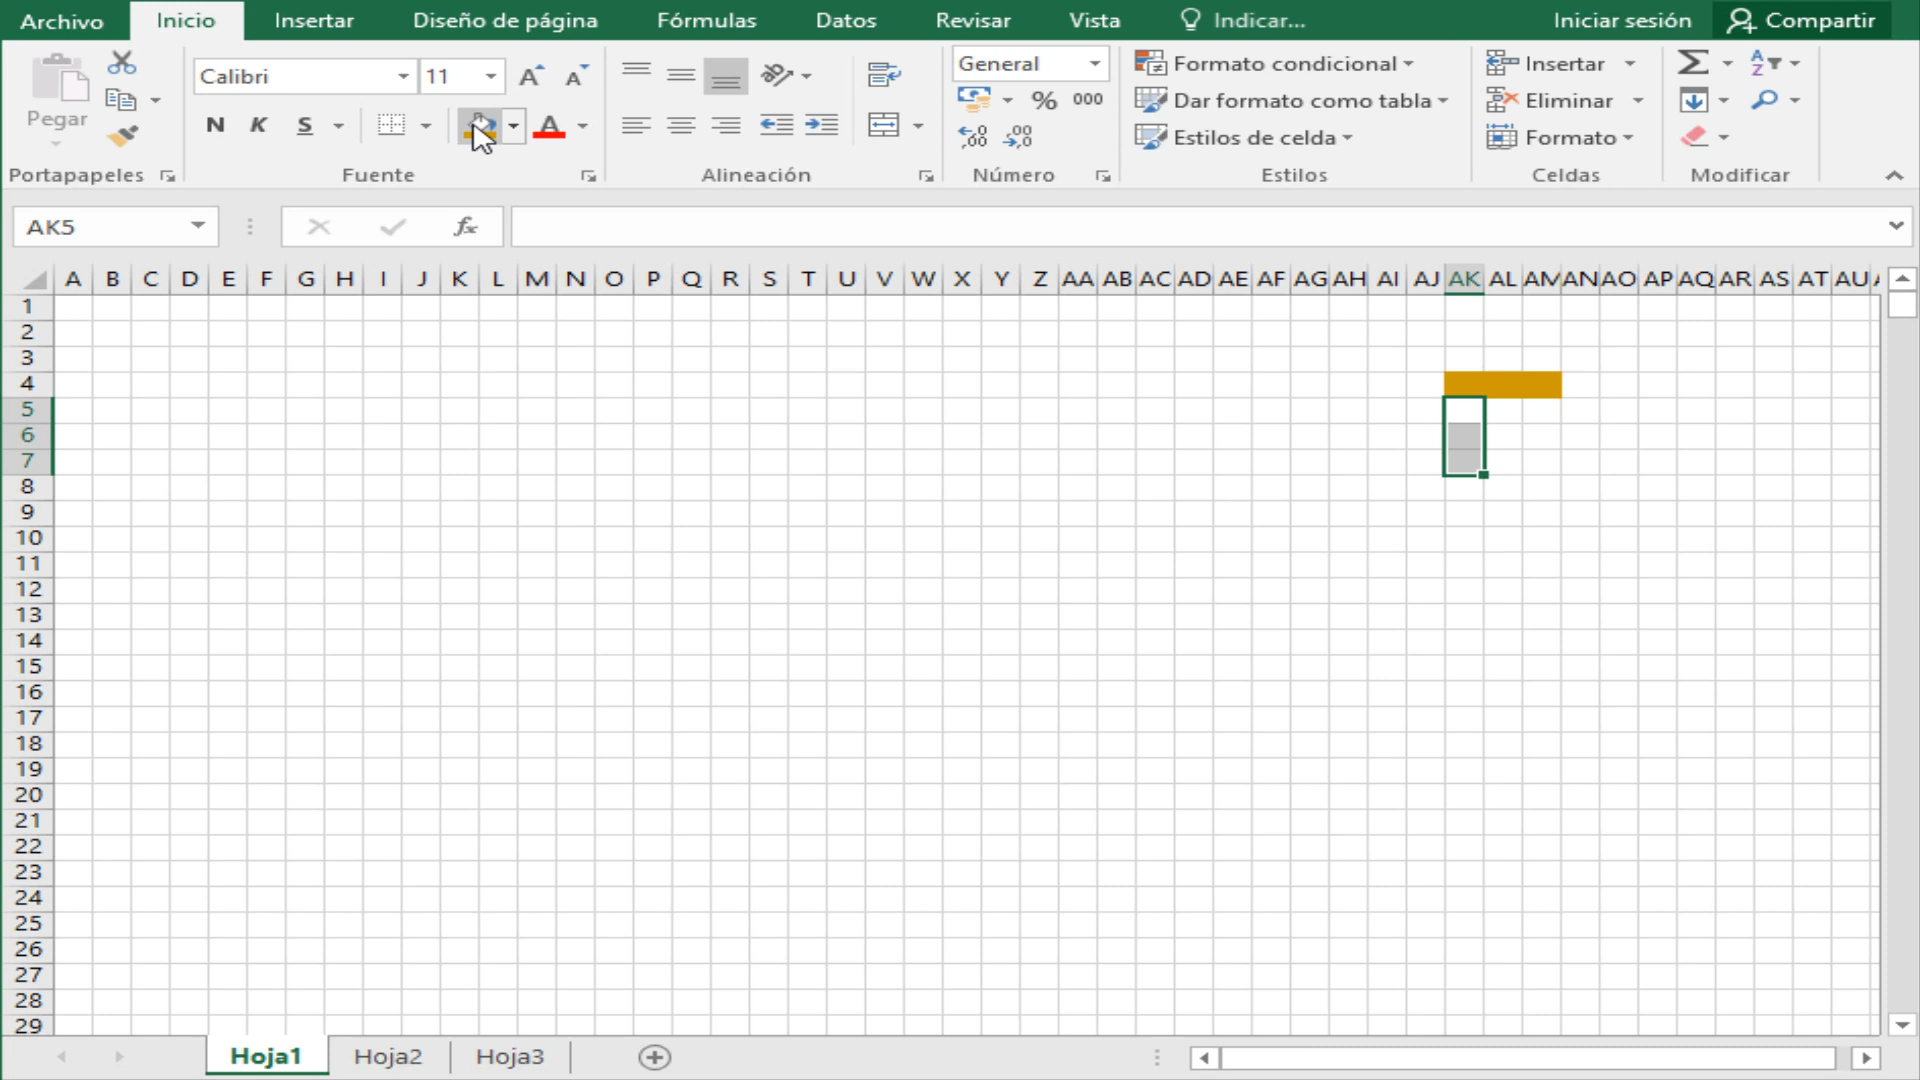 Archivo Inicio Insertar Diseño de página Fórmulas Datos Revisar Vista Indicar... Iniciar sesión Compartir
Pegar
Portapapeles
Calibri 11
N K S
Fuente
Alineación
General
% 000
Número
Formato condicional
Dar formato como tabla
Estilos de celda
Estilos
Insertar
Eliminar
Formato
Celdas
Modificar
AK5 fx
A B C D E F G H I J K L M N O P Q R S T U V W X Y Z AA AB AC AD AE AF AG AH AI AJ AK AL AM AN AO AP AQ AR AS AT AU
1
2
3
4
5
6
7
8
9
10
11
12
13
14
15
16
17
18
19
20
21
22
23
24
25
26
27
28
29
Hoja1 Hoja2 Hoja3